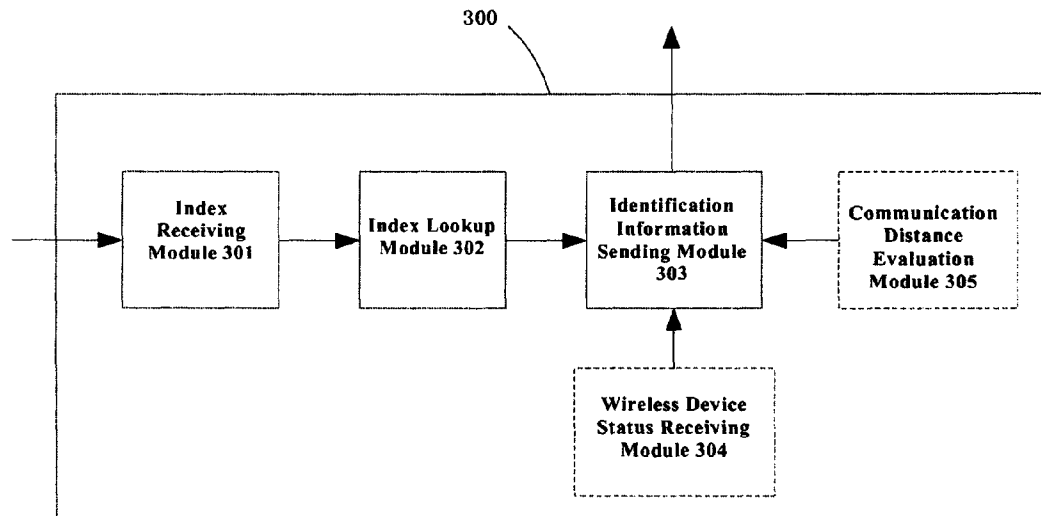 300
Index
Receiving
Module 301
Index Lookup
Module 302
Identification
Information
Sending Module
303
Communication
Distance
Evaluation
Module 305
Wireless Device
Status Receiving
Module 304